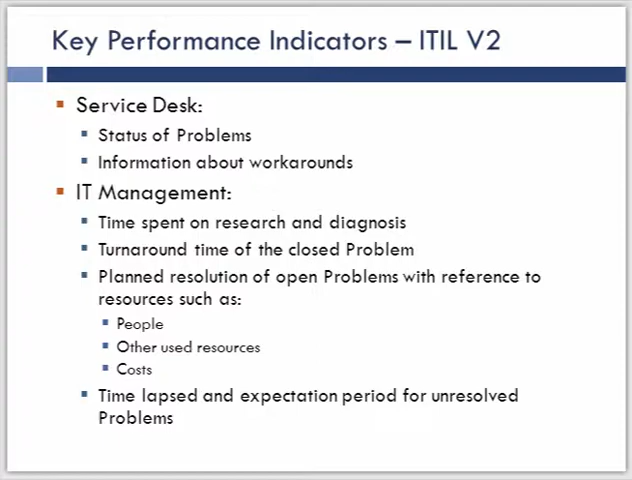 Key Performance Indicators – ITIL V2
Service Desk:
Status of Problems
Information about workarounds
IT Management:
Time spent on research and diagnosis
Turnaround time of the closed Problem
Planned resolution of open Problems with reference to
resources such as:
People
Other used resources
Costs
Time lapsed and expectation period for unresolved
Problems